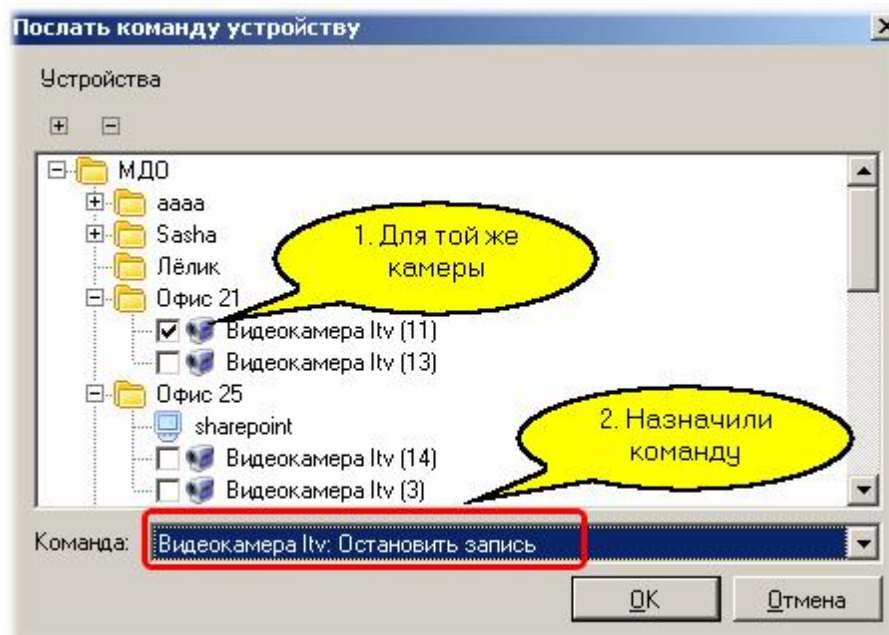 Послать команду устройству
Устройства
МДО
аааа
Sasha
Лёлик
1. Для той же
камеры
Офис 21
Видеокамера Itv (11)
Видеокамера Itv (13)
Офис 25
sharepoint
Видеокамера Itv (14)
Видеокамера Itv (3)
2. Назначили
команду
Команда:
Видеокамера Itv: Остановить запись
OK
Отмена